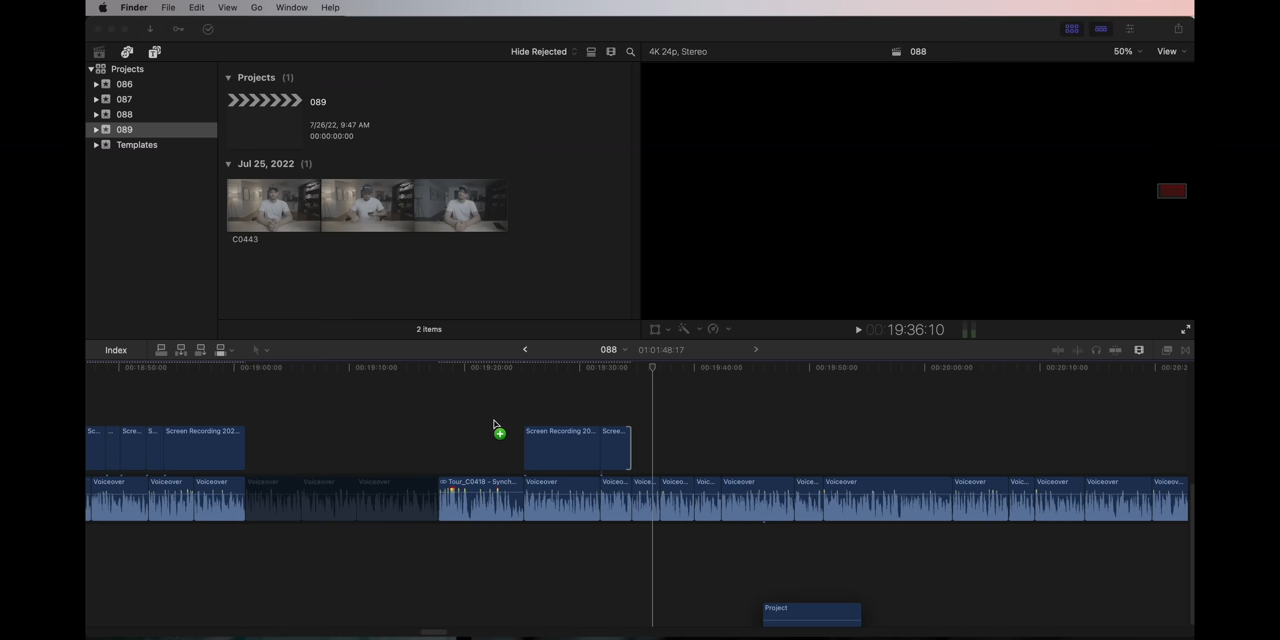 Finder File Edit View Go Window Help
Hide Rejected
4K 24p, Stereo
088
50%
View
Projects
086
087
088
089
Templates
Projects (1)
089
7/26/22, 9:47 AM
00:00:00:00
Jul 25, 2022 (1)
C0443
2 items
00:00:19:36:10
Index
088
01:01:48:17
00:18:50:00 00:19:00:00 00:19:10:00 00:19:20:00 00:19:30:00 00:19:40:00 00:19:50:00 00:20:00:00 00:20:10:00 00:20:2
Sc... ... Scre... S... Screen Recording 202... Screen Recording 20... Scree...
Voiceover Voiceover Voiceover Voiceover Voiceover Voiceover Tour_C0418 - Synch... Voiceover Voiceo... Voice... Voiceo... Voic... Voiceover Voice... Voiceover Voiceover Voic... Voiceover Voiceover Voiceov...
Project